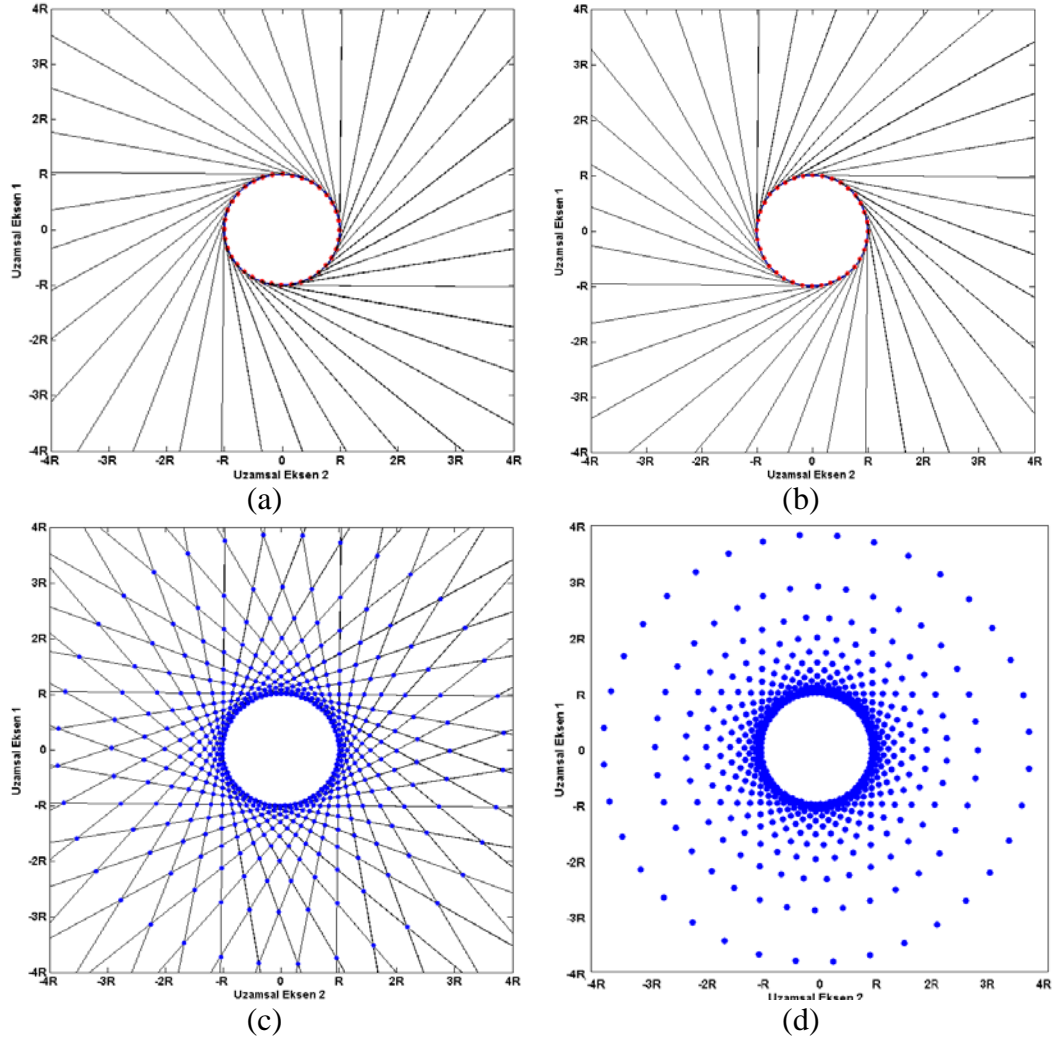 4R
3R
2R
R
0
-R
-2R
-3R
-4R
Uzamsal Eksen 1
-4R -3R -2R -R 0 R 2R 3R 4R
Uzamsal Eksen 2
(a)
4R
3R
2R
R
0
-R
-2R
-3R
-4R
Uzamsal Eksen 1
-4R -3R -2R -R 0 R 2R 3R 4R
Uzamsal Eksen 2
(b)
4R
3R
2R
R
0
-R
-2R
-3R
-4R
Uzamsal Eksen 1
-4R -3R -2R -R 0 R 2R 3R 4R
Uzamsal Eksen 2
(c)
4R
3R
2R
R
0
-R
-2R
-3R
-4R
Uzamsal Eksen 1
-4R -3R -2R -R 0 R 2R 3R 4R
Uzamsal Eksen 2
(d)